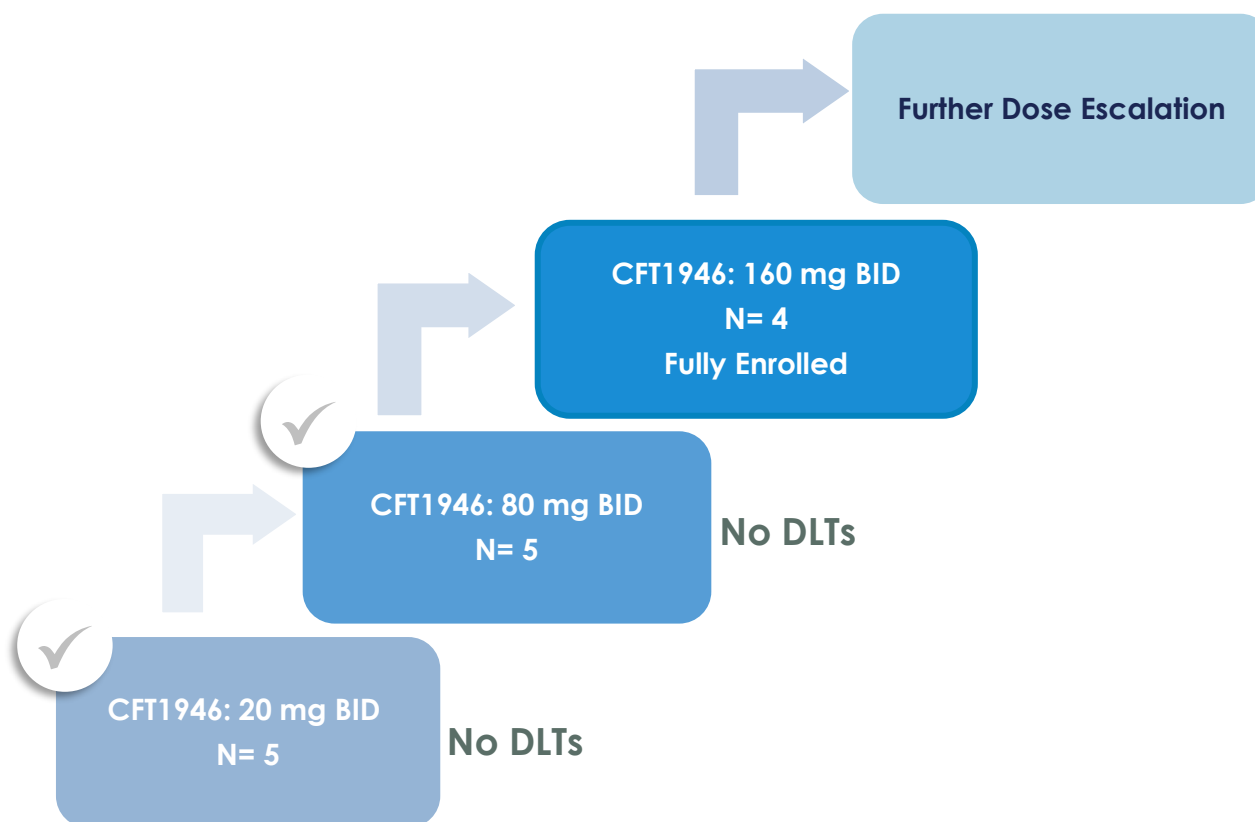 Further Dose Escalation
CFT1946: 160 mg BID
N= 4
Fully Enrolled
CFT1946: 80 mg BID
N= 5
No DLTs
CFT1946: 20 mg BID
N= 5
No DLTs